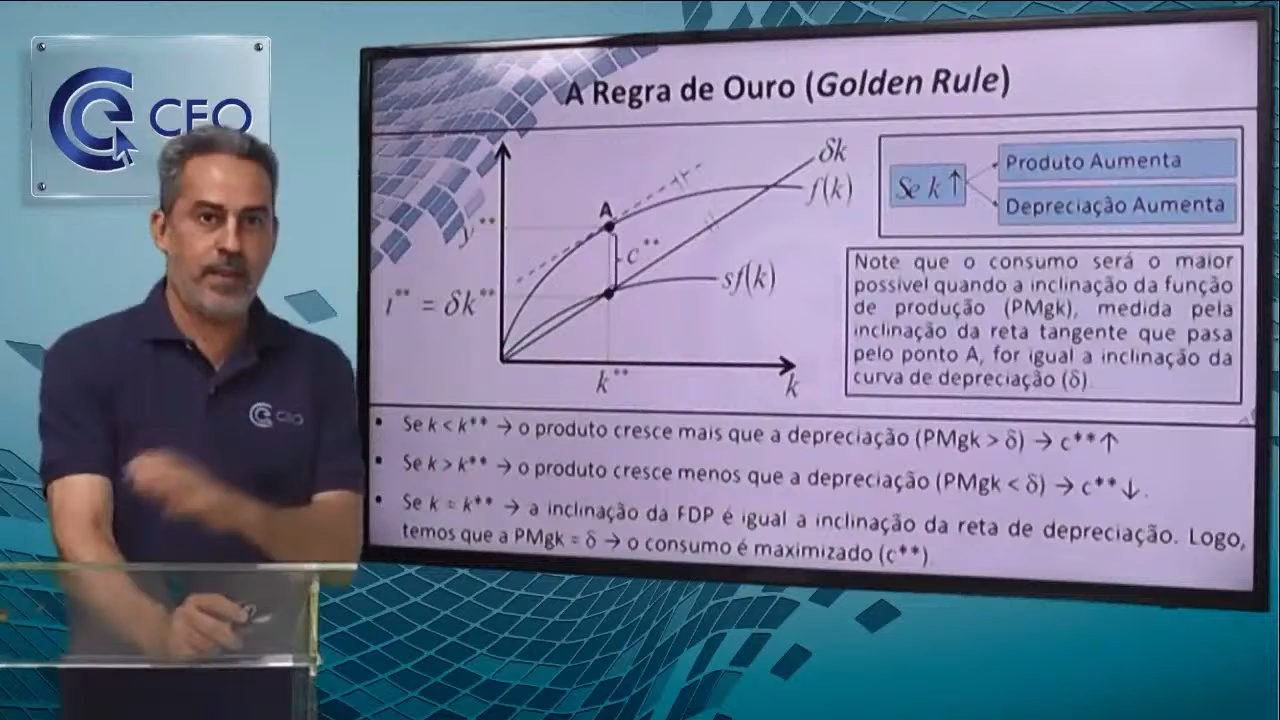 CEO
A Regra de Ouro (Golden Rule)
δk
f(k)
A
y**
c**
sf(k)
i** = δk**
k**
k
Se k ↑
Produto Aumenta
Depreciação Aumenta
Note que o consumo será o maior
possivel quando a inclinação da função
de produção (PMgk), medida pela
inclinação da reta tangente que passa
pelo ponto A, for igual a inclinação da
curva de depreciação (δ)
• Se k < k** → o produto cresce mais que a depreciação (PMgk > δ) → c**↑
• Se k > k** → o produto cresce menos que a depreciação (PMgk < δ) → c**↓.
• Se k = k** → a inclinação da FDP é igual a inclinação da reta de depreciação. Logo,
temos que a PMgk = δ → o consumo é maximizado (c**)
CEO